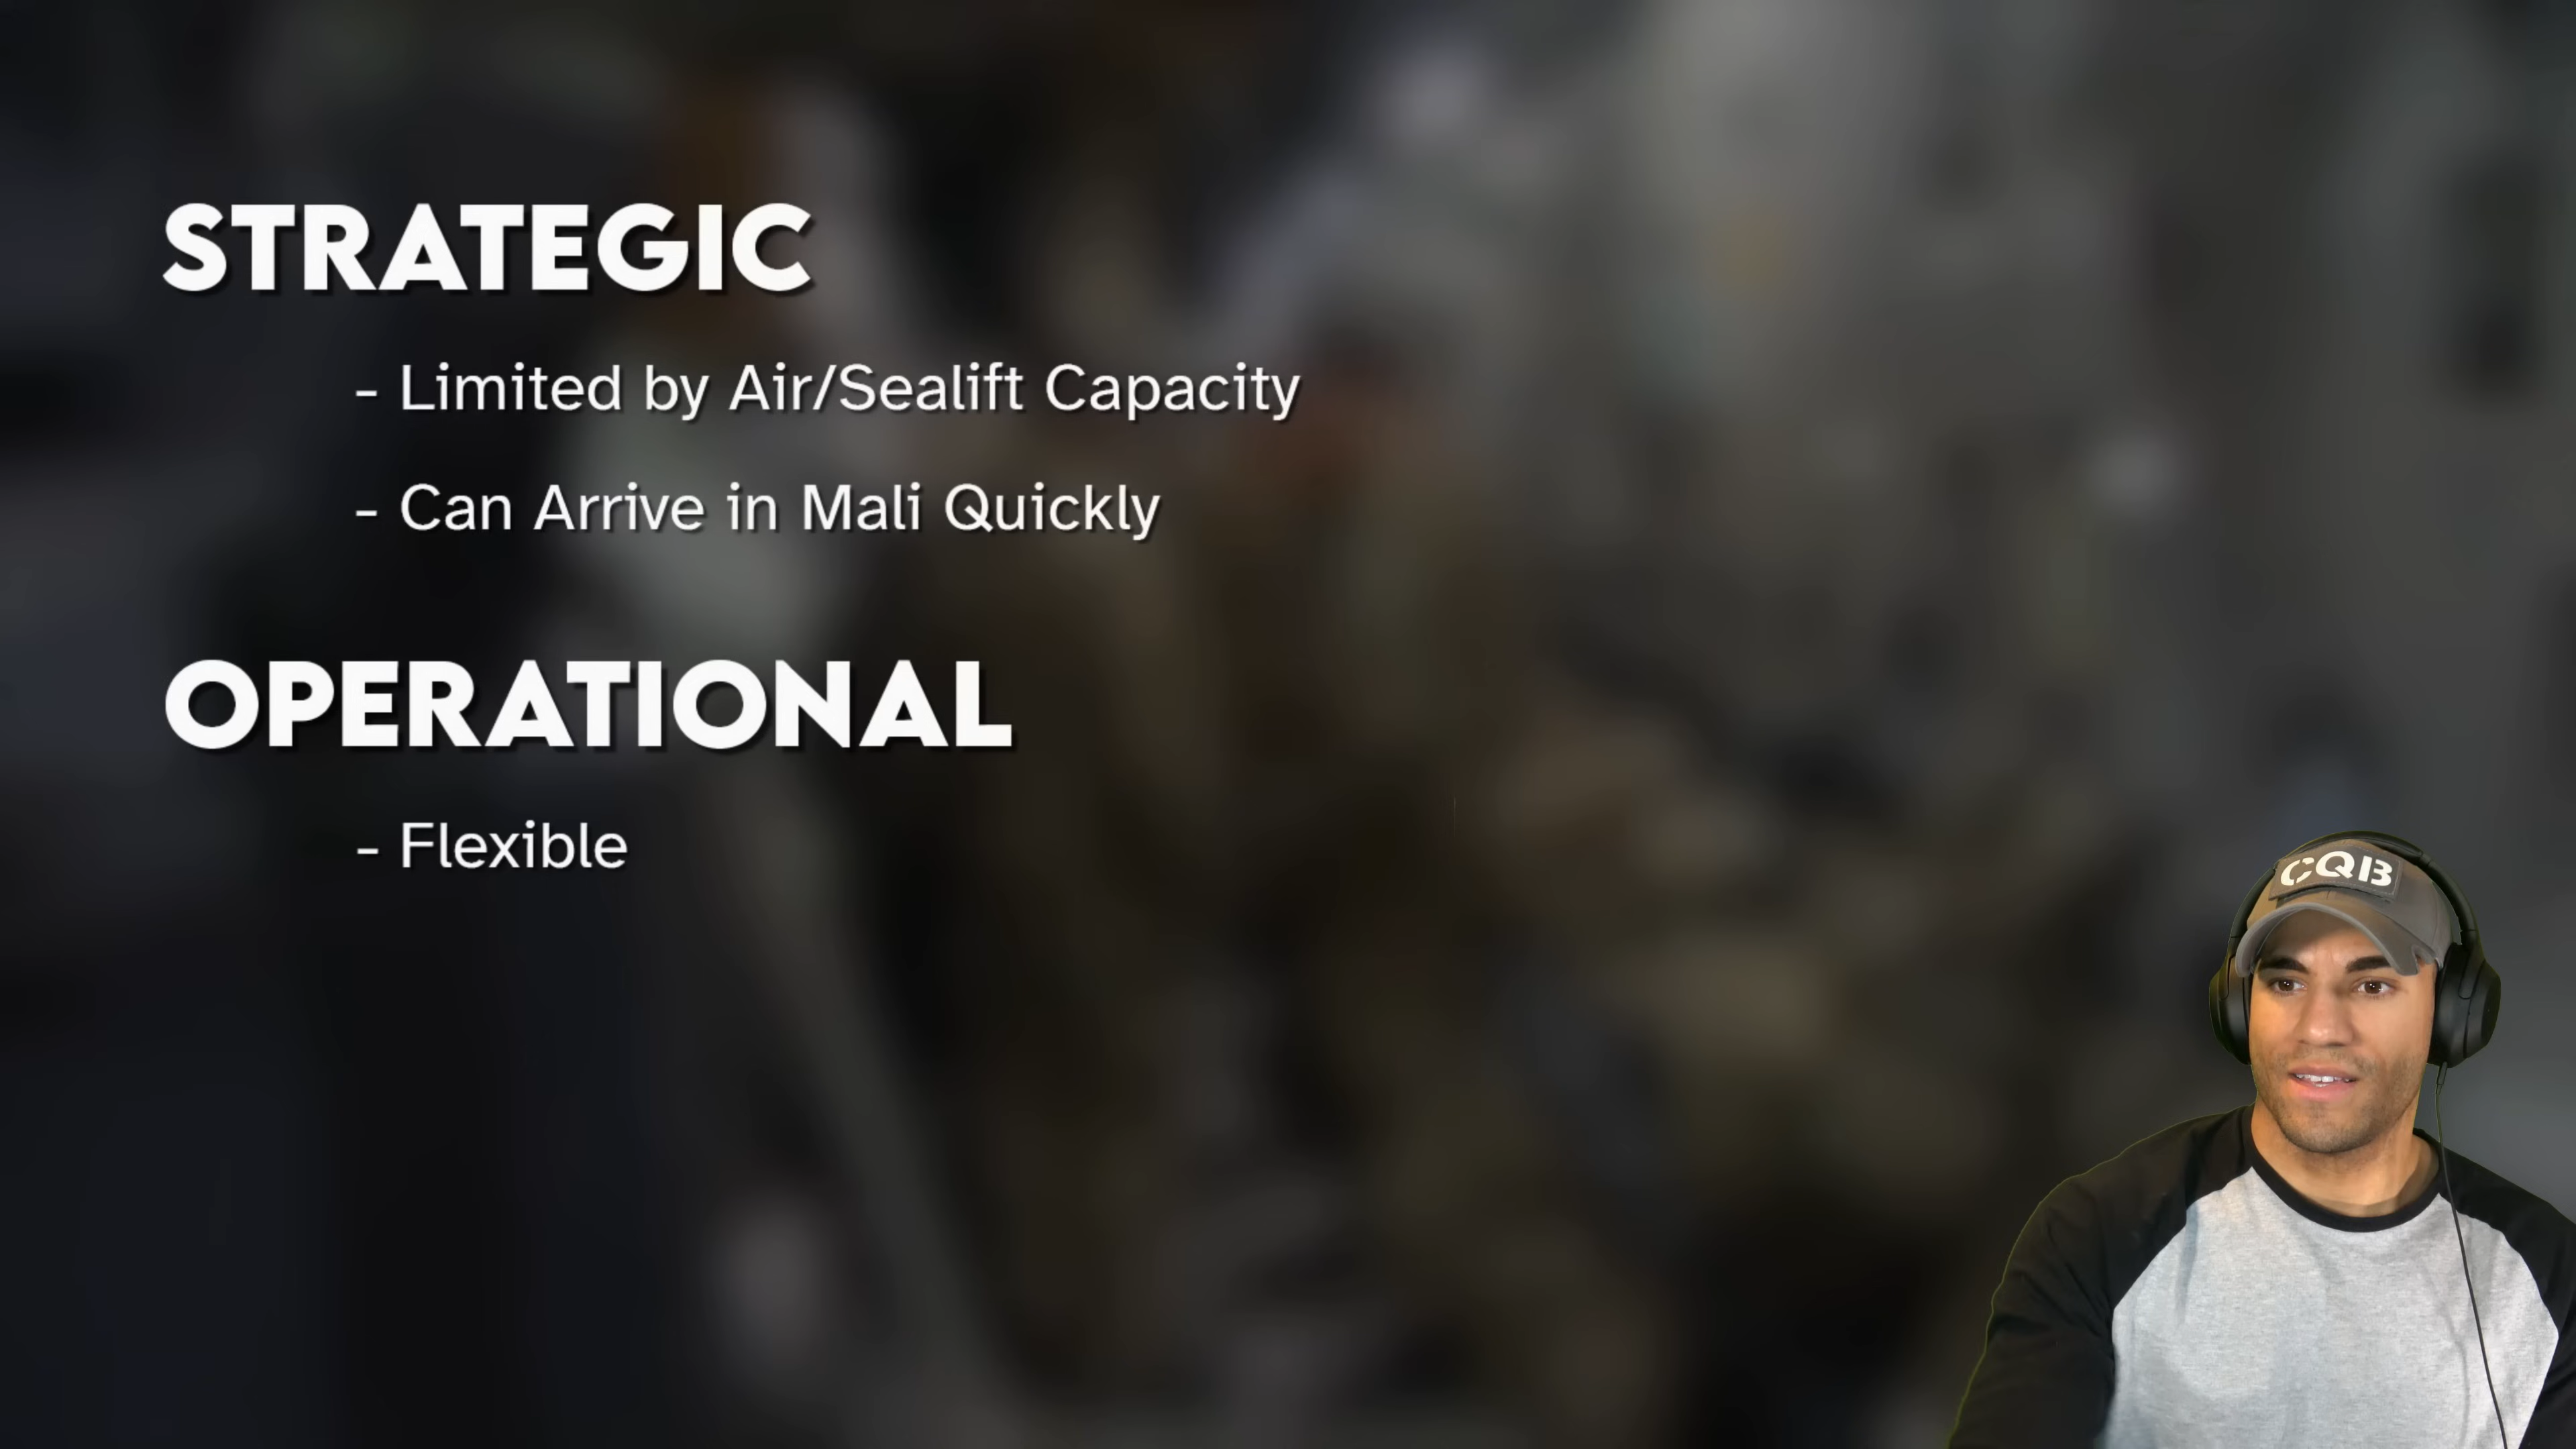 STRATEGIC
- Limited by Air/Sealift Capacity
- Can Arrive in Mali Quickly
OPERATIONAL
- Flexible
CQB